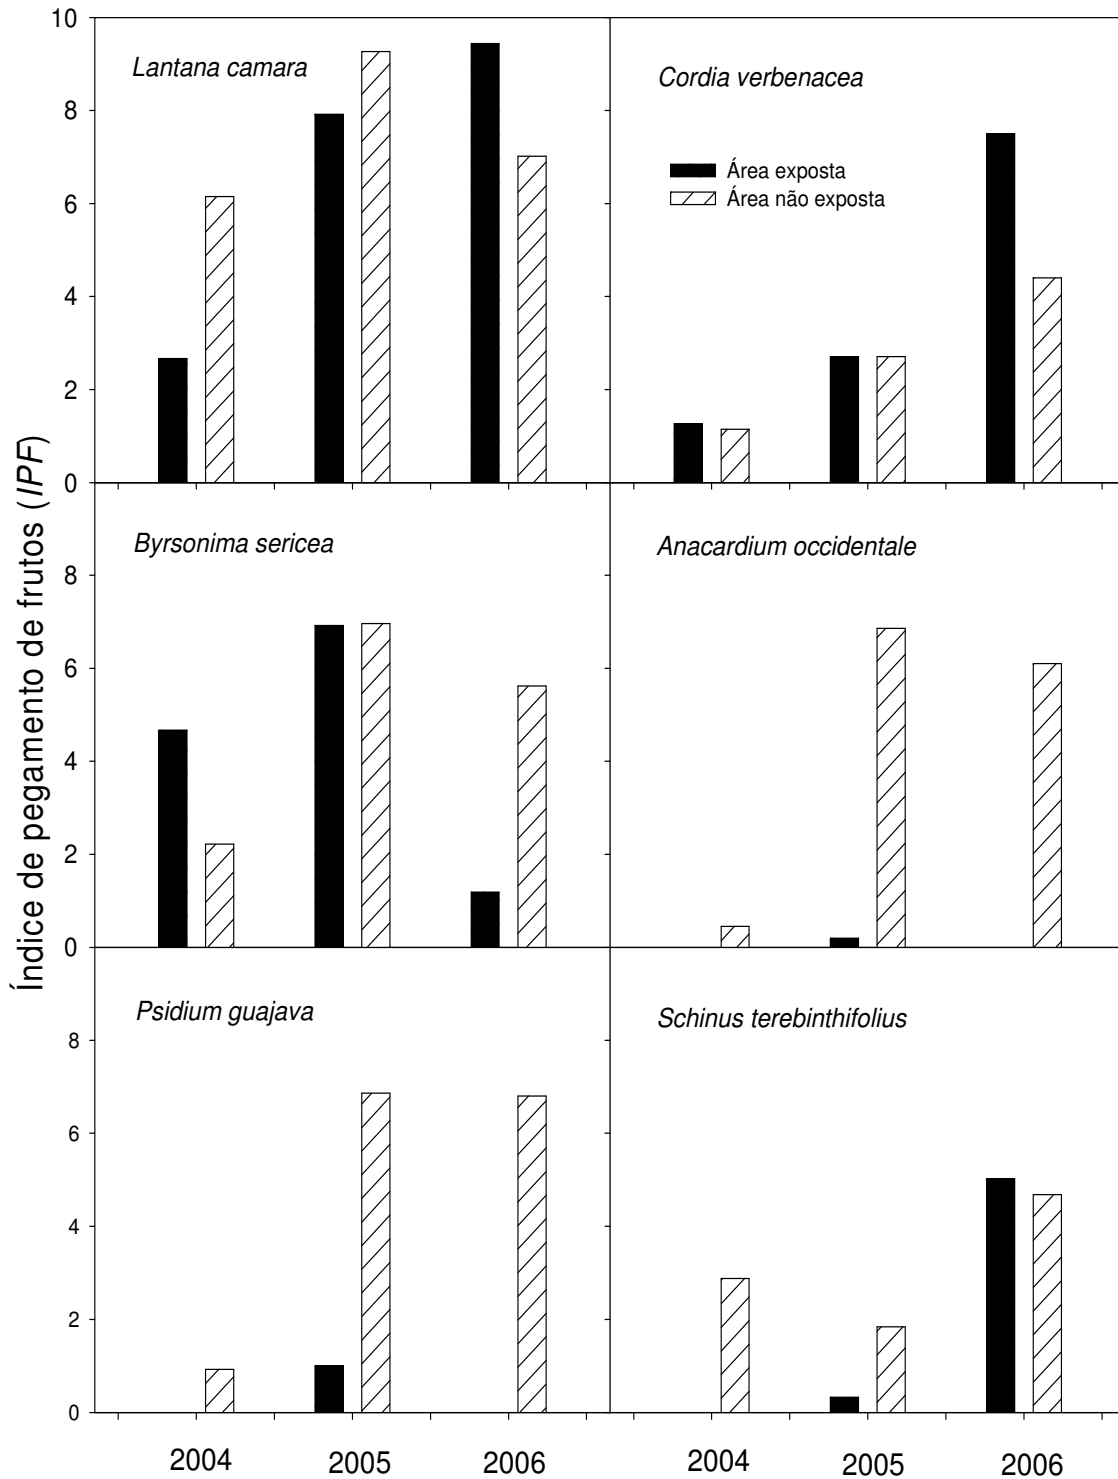 Índice de pegamento de frutos (IPF)
10
8
6
4
2
0
Lantana camara
Cordia verbenacea
Área exposta
Área não exposta
8
6
4
2
0
Byrsonima sericea
Anacardium occidentale
8
6
4
2
0
Psidium guajava
Schinus terebinthifolius
2004 2005 2006
2004 2005 2006